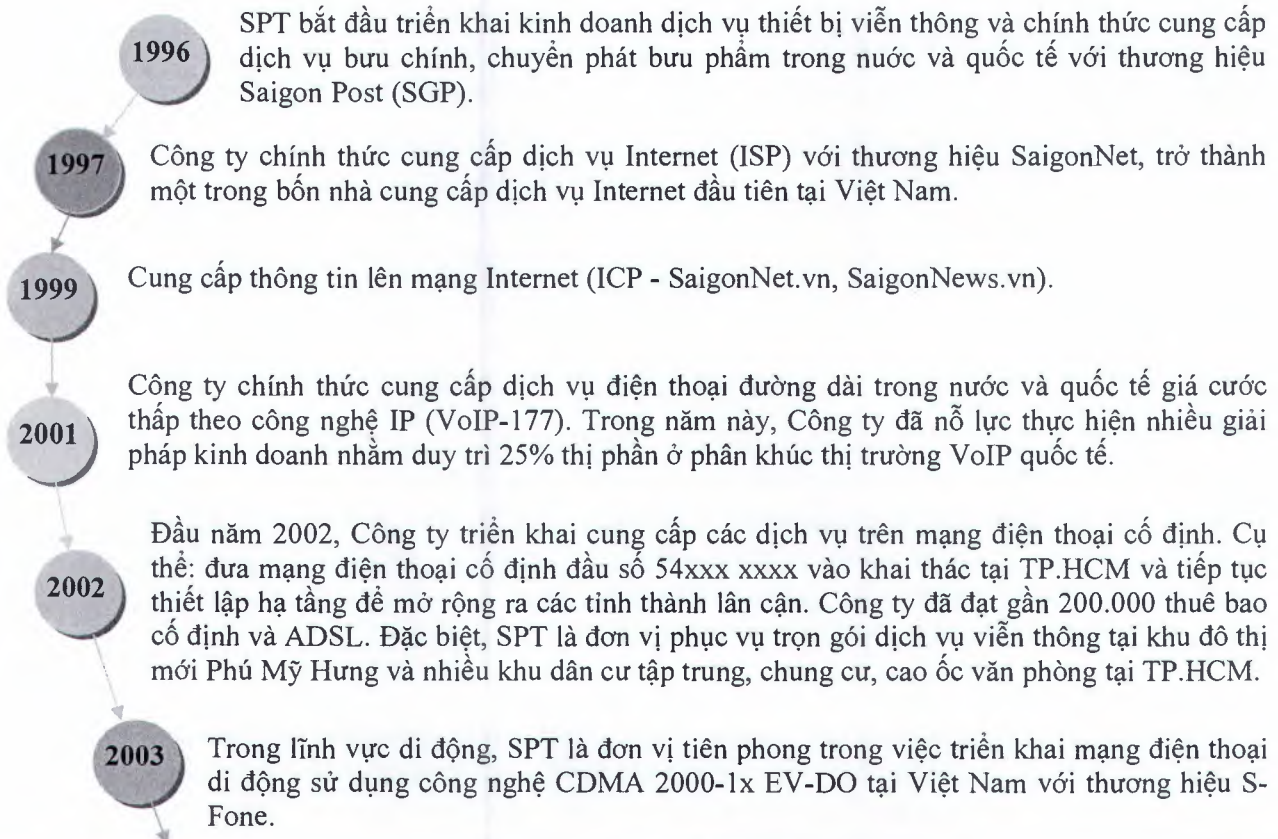 1996
SPT bắt đầu triển khai kinh doanh dịch vụ thiết bị viễn thông và chính thức cung cấp
dịch vụ bưu chính, chuyển phát bưu phẩm trong nuớc và quốc tế với thương hiệu
Saigon Post (SGP).
1997
Công ty chính thức cung cấp dịch vụ Internet (ISP) với thương hiệu SaigonNet, trở thành
một trong bốn nhà cung cấp dịch vụ Internet đầu tiên tại Việt Nam.
1999
Cung cấp thông tin lên mạng Internet (ICP - SaigonNet.vn, SaigonNews.vn).
2001
Công ty chính thức cung cấp dịch vụ điện thoại đường dài trong nước và quốc tế giá cước
thấp theo công nghệ IP (VoIP-177). Trong năm này, Công ty đã nỗ lực thực hiện nhiều giải
pháp kinh doanh nhằm duy trì 25% thị phần ở phân khúc thị trường VoIP quốc tế.
2002
Đầu năm 2002, Công ty triển khai cung cấp các dịch vụ trên mạng điện thoại cố định. Cụ
thể: đưa mạng điện thoại cố định đầu số 54xxx xxxx vào khai thác tại TP.HCM và tiếp tục
thiết lập hạ tầng để mở rộng ra các tỉnh thành lân cận. Công ty đã đạt gần 200.000 thuê bao
cố định và ADSL. Đặc biệt, SPT là đơn vị phục vụ trọn gói dịch vụ viễn thông tại khu đô thị
mới Phú Mỹ Hưng và nhiều khu dân cư tập trung, chung cư, cao ốc văn phòng tại TP.HCM.
2003
Trong lĩnh vực di động, SPT là đơn vị tiên phong trong việc triển khai mạng điện thoại
di động sử dụng công nghệ CDMA 2000-1x EV-DO tại Việt Nam với thương hiệu S-
Fone.